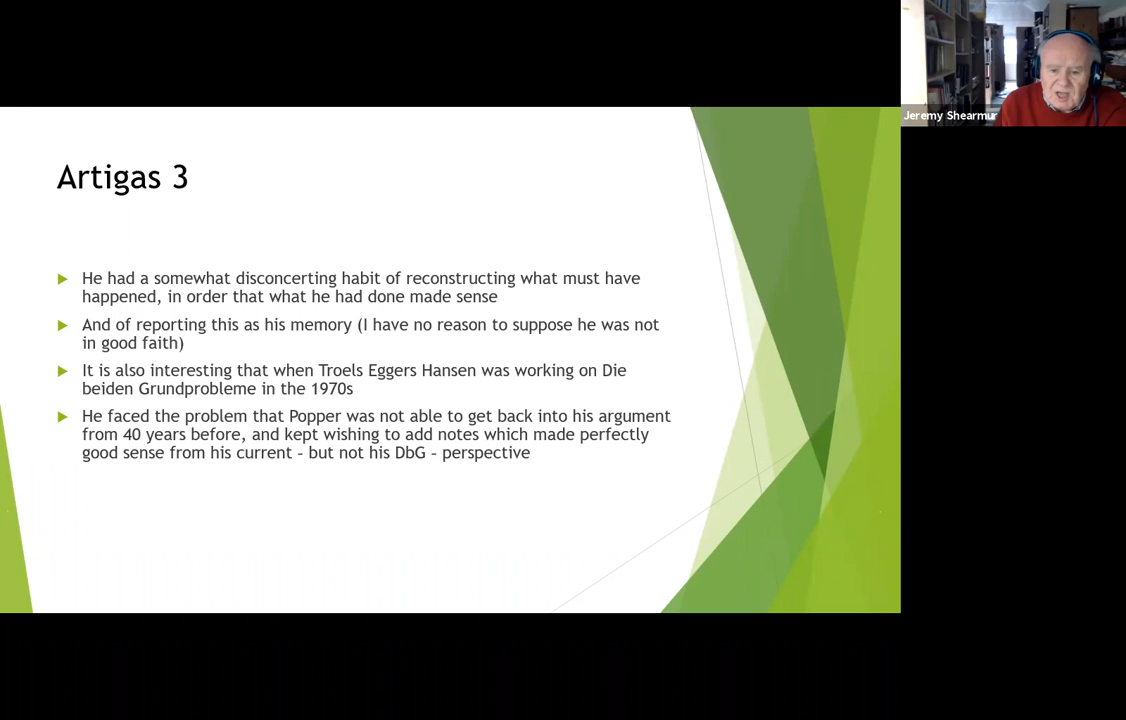 Jeremy Shearmur
Artigas 3
He had a somewhat disconcerting habit of reconstructing what must have
happened, in order that what he had done made sense
And of reporting this as his memory (I have no reason to suppose he was not
in good faith)
It is also interesting that when Troels Eggers Hansen was working on Die
beiden Grundprobleme in the 1970s
He faced the problem that Popper was not able to get back into his argument
from 40 years before, and kept wishing to add notes which made perfectly
good sense from his current – but not his DbG – perspective